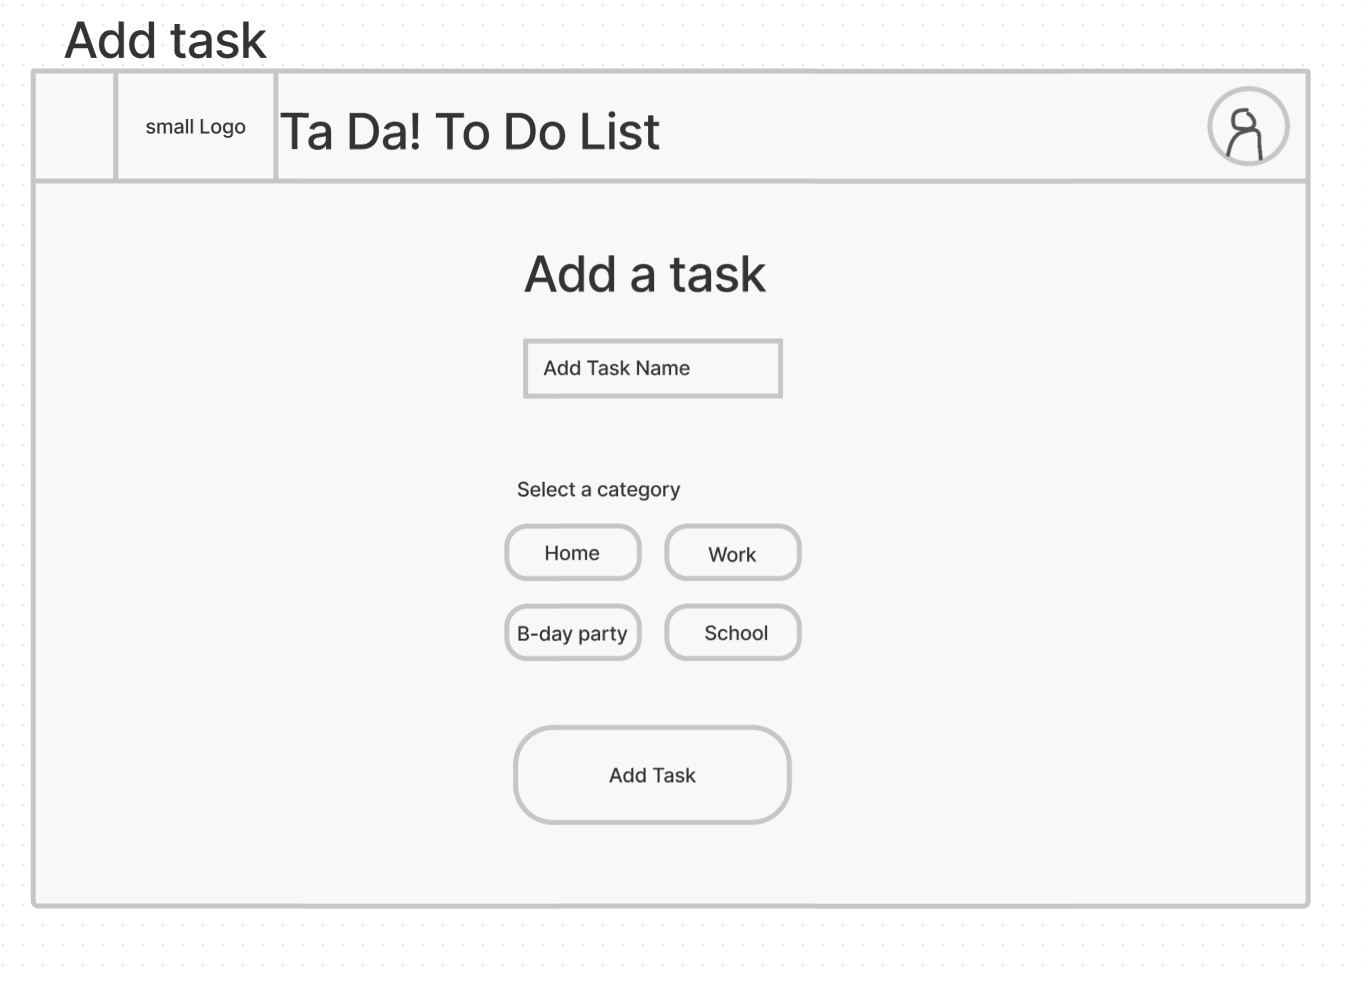 Add task
small Logo
Ta Da! To Do List
Add a task
Add Task Name
Select a category
Home
Work
B-day party
School
Add Task